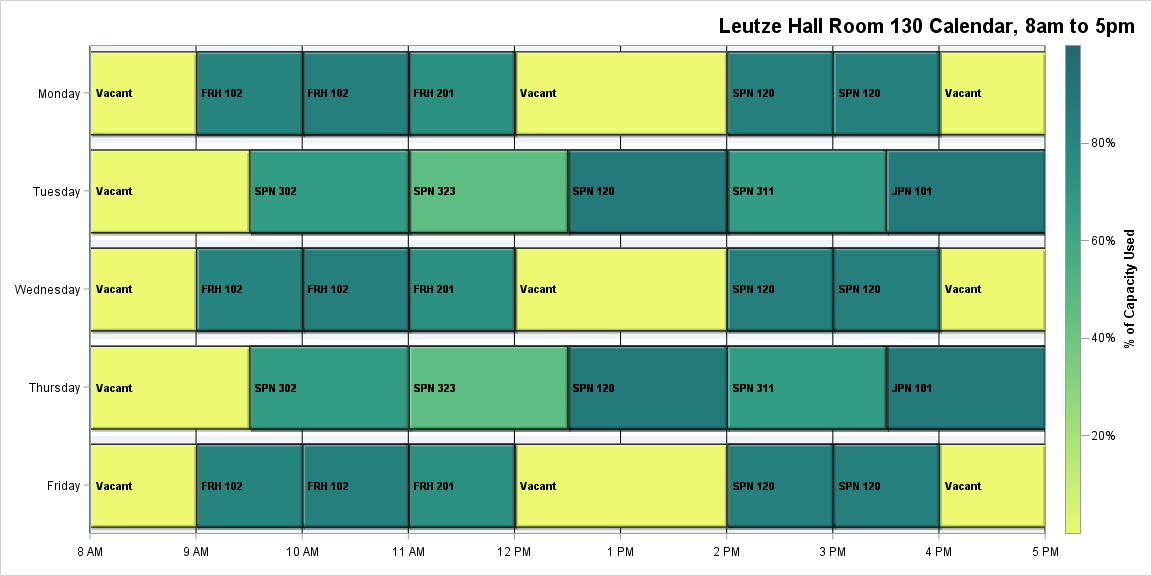 Leutze Hall Room 130 Calendar, 8am to 5pm
Monday
Vacant
FRH 102
FRH 102
FRH 201
Vacant
SPN 120
SPN 120
Vacant
Tuesday
Vacant
SPN 302
SPN 323
SPN 120
SPN 311
JPN 101
Wednesday
Vacant
FRH 102
FRH 102
FRH 201
Vacant
SPN 120
SPN 120
Vacant
Thursday
Vacant
SPN 302
SPN 323
SPN 120
SPN 311
JPN 101
Friday
Vacant
FRH 102
FRH 102
FRH 201
Vacant
SPN 120
SPN 120
Vacant
8 AM
9 AM
10 AM
11 AM
12 PM
1 PM
2 PM
3 PM
4 PM
5 PM
80%
60%
40%
20%
% of Capacity Used